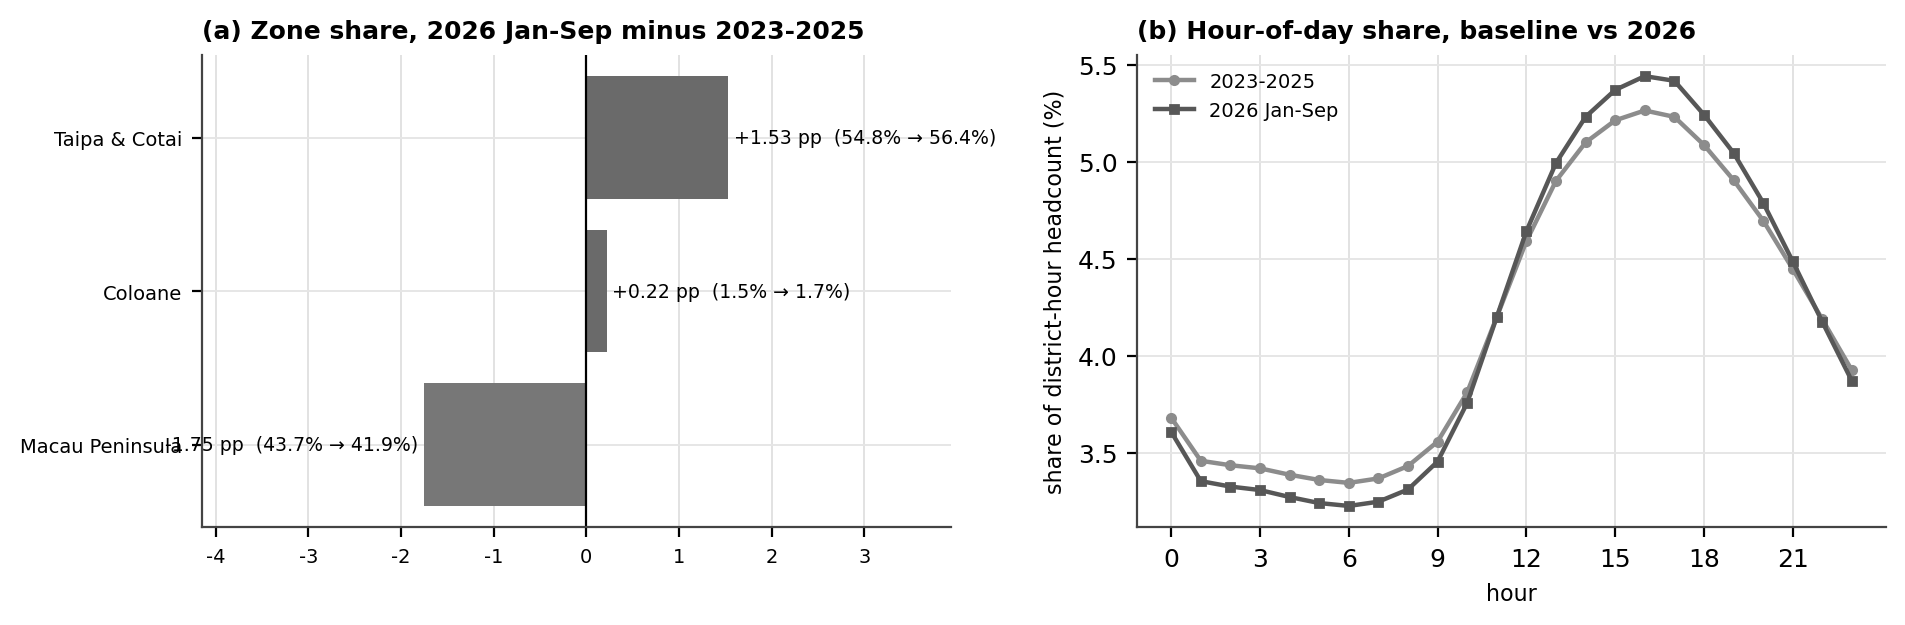 (a) Zone share, 2026 Jan-Sep minus 2023-2025
Taipa & Cotai
+1.53 pp (54.8% → 56.4%)
Coloane
+0.22 pp (1.5% → 1.7%)
Macau Peninsula
-1.75 pp (43.7% → 41.9%)
-4 -3 -2 -1 0 1 2 3
(b) Hour-of-day share, baseline vs 2026
2023-2025
2026 Jan-Sep
share of district-hour headcount (%)
5.5
5.0
4.5
4.0
3.5
0 3 6 9 12 15 18 21
hour